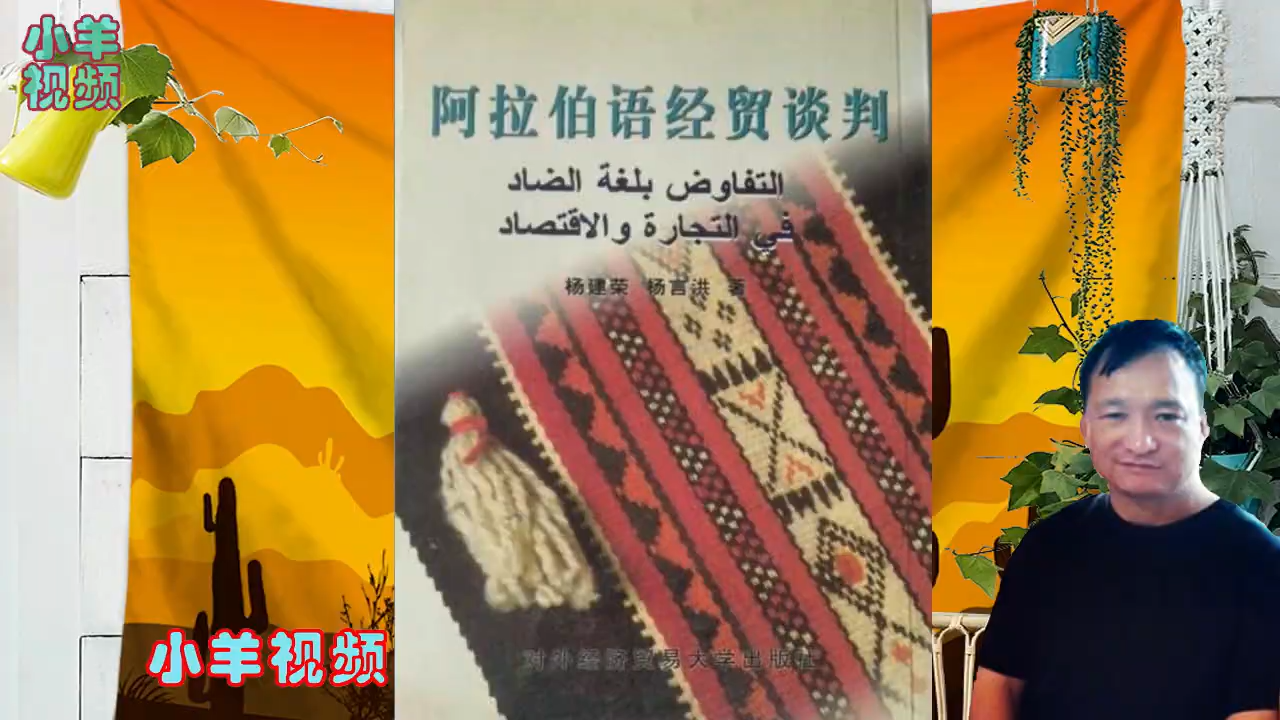 小羊
视频
阿拉伯语经贸谈判
التفاوض بلغة الضاد
في التجارة والاقتصاد
杨建荣 杨言洪 著
对外经济贸易大学出版社
小羊视频